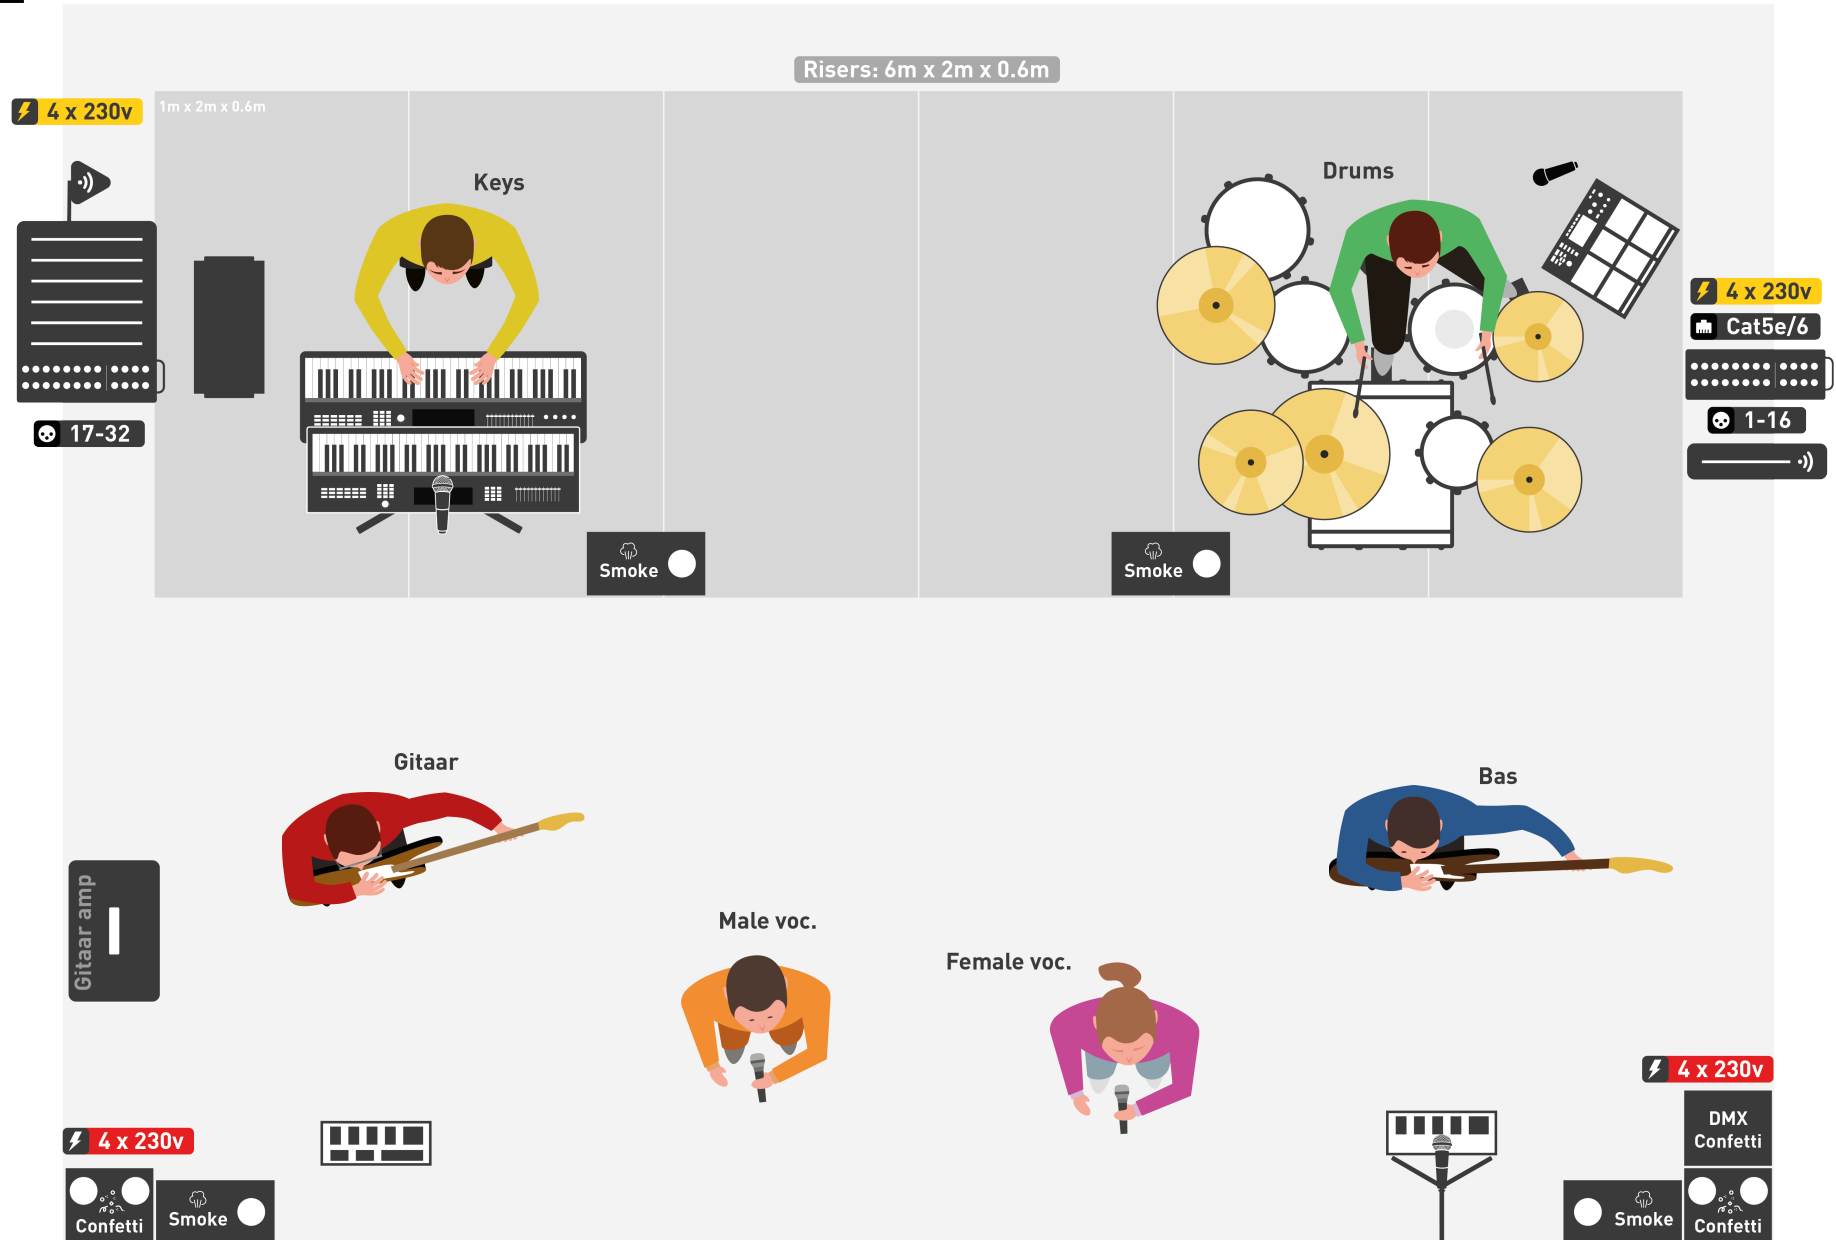 Risers: 6m x 2m x 0.6m
1m x 2m x 0.6m
4 x 230v
Keys
Drums
4 x 230v
Cat5e/6
17-32
1-16
Smoke
Smoke
Gitaar
Bas
Gitaar amp
Male voc.
Female voc.
4 x 230v
DMX
Confetti
4 x 230v
Confetti
Smoke
Smoke
Confetti